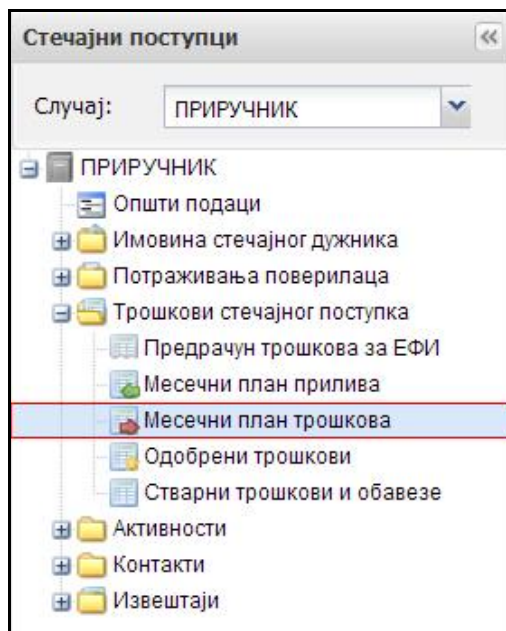 Стечајни поступци
Случај: ПРИРУЧНИК
ПРИРУЧНИК
Општи подаци
Имовина стечајног дужника
Потраживања поверилаца
Трошкови стечајног поступка
Предрачун трошкова за ЕФИ
Месечни план прилива
Месечни план трошкова
Одобрени трошкови
Стварни трошкови и обавезе
Активности
Контакти
Извештаји